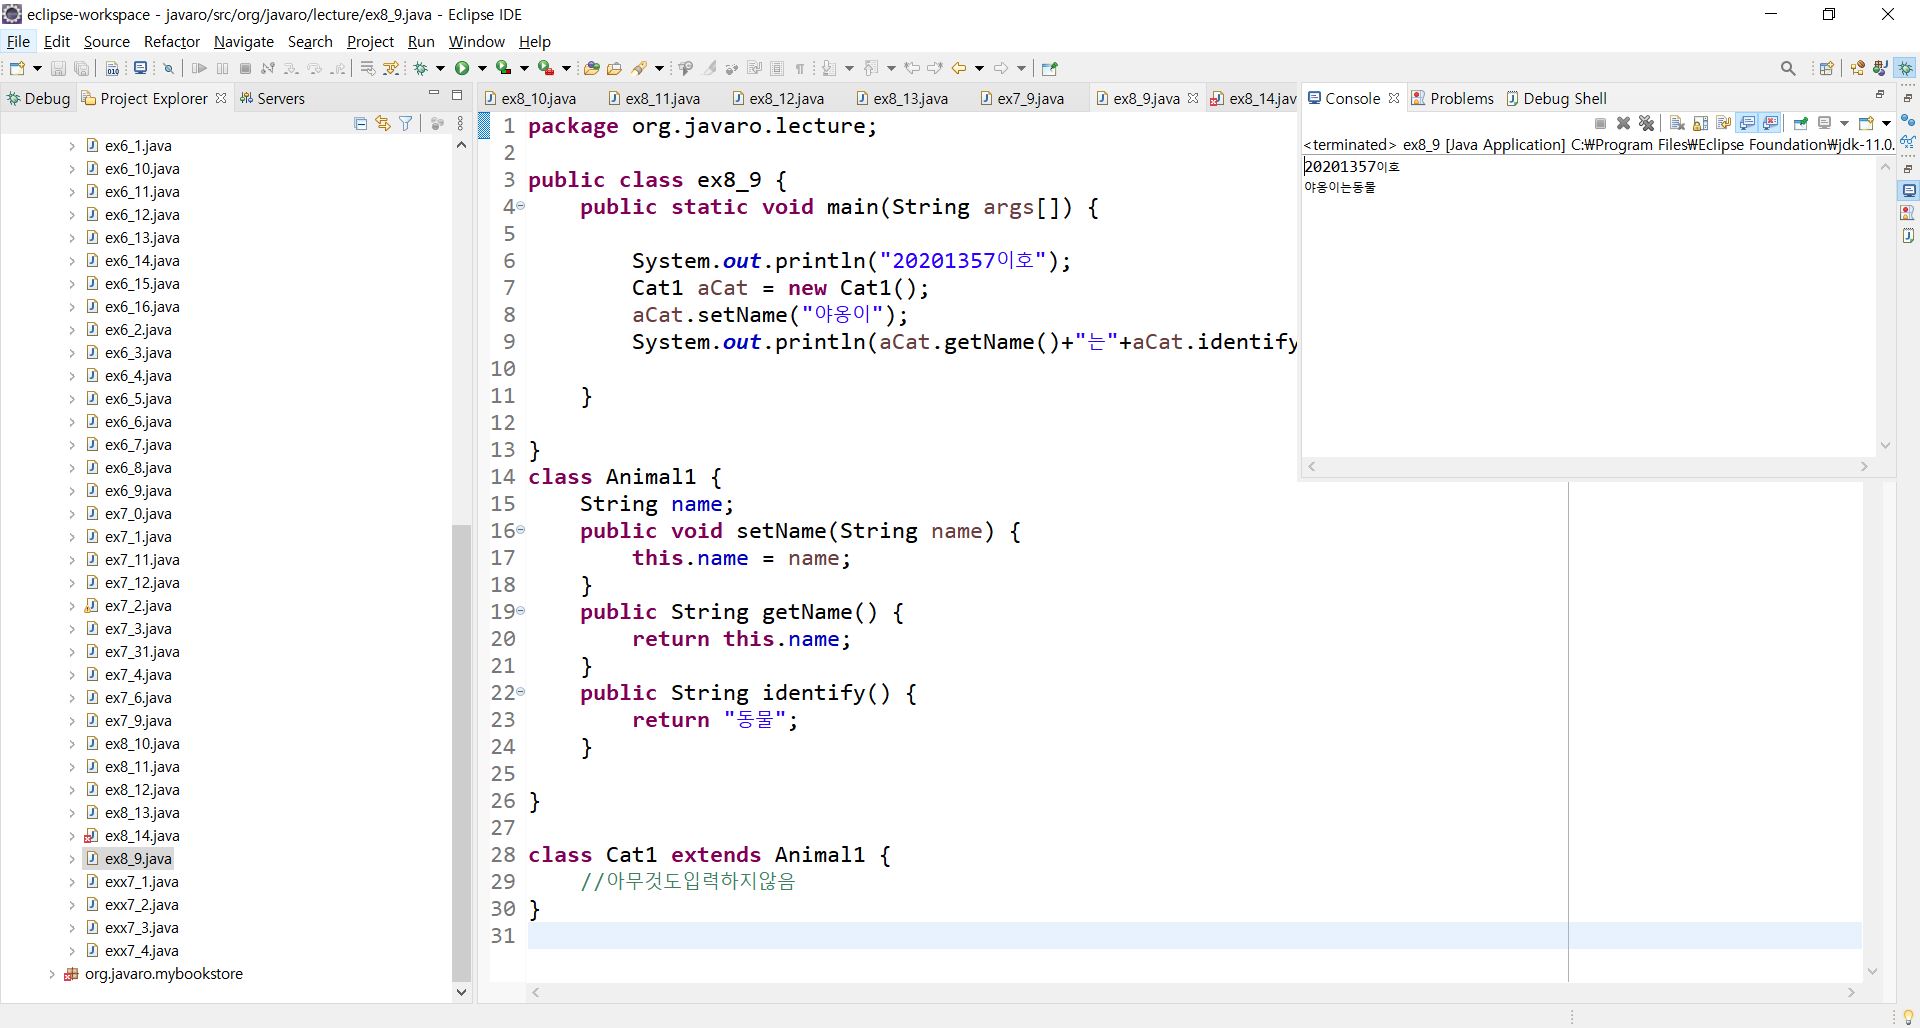 eclipse-workspace - javaro/src/org/javaro/lecture/ex8_9.java - Eclipse IDE
File Edit Source Refactor Navigate Search Project Run Window Help
Debug Project Explorer Servers
ex6_1.java
ex6_10.java
ex6_11.java
ex6_12.java
ex6_13.java
ex6_14.java
ex6_15.java
ex6_16.java
ex6_2.java
ex6_3.java
ex6_4.java
ex6_5.java
ex6_6.java
ex6_7.java
ex6_8.java
ex6_9.java
ex7_0.java
ex7_1.java
ex7_11.java
ex7_12.java
ex7_2.java
ex7_3.java
ex7_31.java
ex7_4.java
ex7_6.java
ex7_9.java
ex8_10.java
ex8_11.java
ex8_12.java
ex8_13.java
ex8_14.java
ex8_9.java
exx7_1.java
exx7_2.java
exx7_3.java
exx7_4.java
org.javaro.mybookstore
ex8_10.java ex8_11.java ex8_12.java ex8_13.java ex7_9.java ex8_9.java ex8_14.jav
1 package org.javaro.lecture;
2
3 public class ex8_9 {
4 public static void main(String args[]) {
5
6 System.out.println("20201357이호");
7 Cat1 aCat = new Cat1();
8 aCat.setName("야옹이");
9 System.out.println(aCat.getName()+"는"+aCat.identify
10
11 }
12
13 }
14 class Animal1 {
15 String name;
16 public void setName(String name) {
17 this.name = name;
18 }
19 public String getName() {
20 return this.name;
21 }
22 public String identify() {
23 return "동물";
24 }
25
26 }
27
28 class Cat1 extends Animal1 {
29 //아무것도입력하지않음
30 }
31
Console Problems Debug Shell
<terminated> ex8_9 [Java Application] C:₩Program Files₩Eclipse Foundation₩jdk-11.0.
20201357이호
야옹이는동물